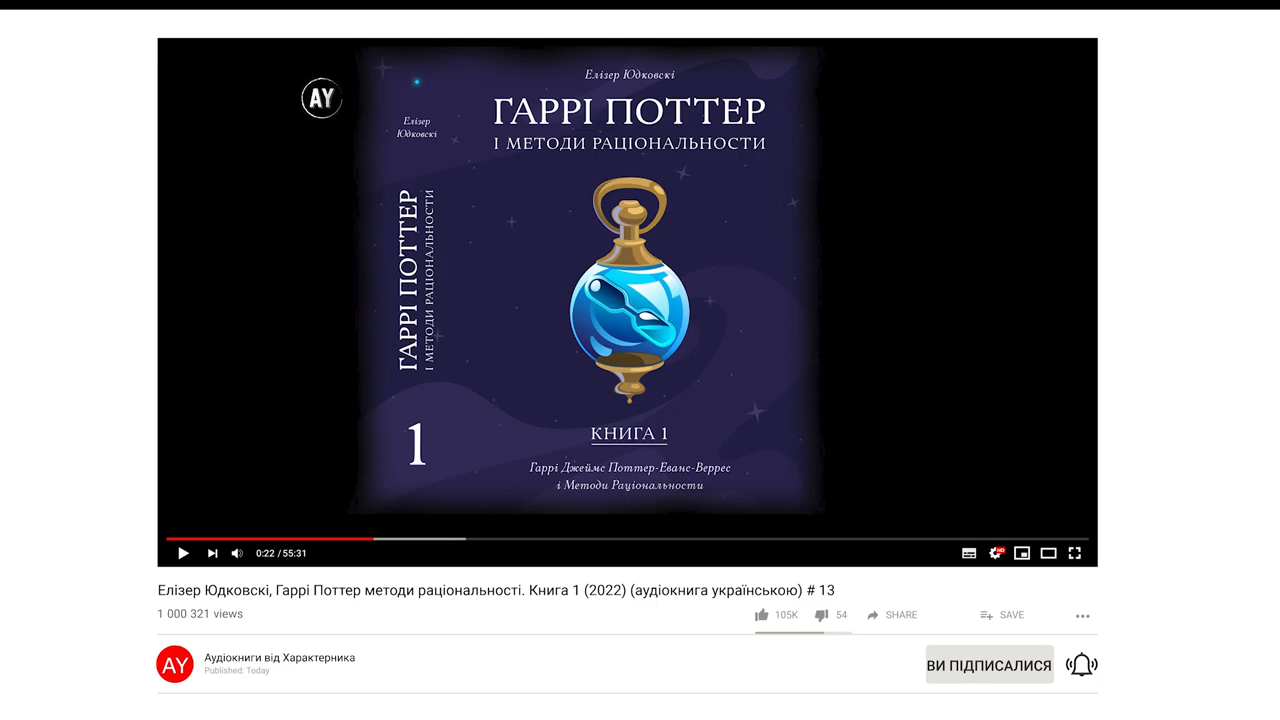 AY
Елізер
Юдковскі
ГАРРІ ПОТТЕР
І МЕТОДИ РАЦІОНАЛЬНОСТИ
1
Елізер Юдковскі
ГАРРІ ПОТТЕР
І МЕТОДИ РАЦІОНАЛЬНОСТИ
КНИГА 1
Гаррі Джеймс Поттер-Еванс-Веррес
і Методи Раціональности
0:22 / 55:31
HD
Елізер Юдковскі, Гаррі Поттер методи раціональності. Книга 1 (2022) (аудіокнига українською) # 13
1 000 321 views
105K
54
SHARE
SAVE
AY
Аудіокниги від Характерника
Published: Today
ВИ ПІДПИСАЛИСЯ